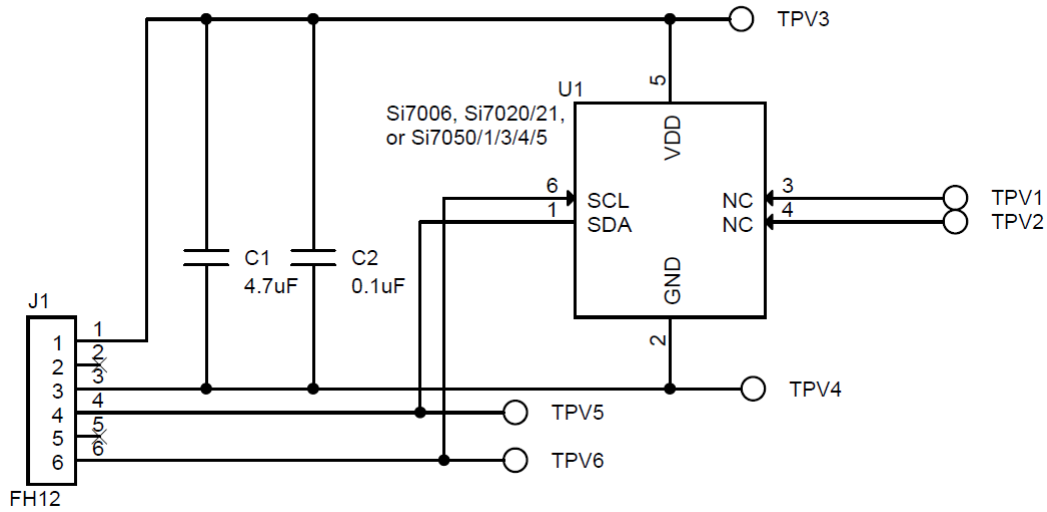 TPV3
5
U1
Si7006, Si7020/21,
or Si7050/1/3/4/5
VDD
6
SCL
NC
3
TPV1
1
SDA
NC
4
TPV2
C1
4.7uF
C2
0.1uF
GND
2
J1
1
1
2
2
3
3
TPV4
4
4
TPV5
5
5
6
6
TPV6
FH12